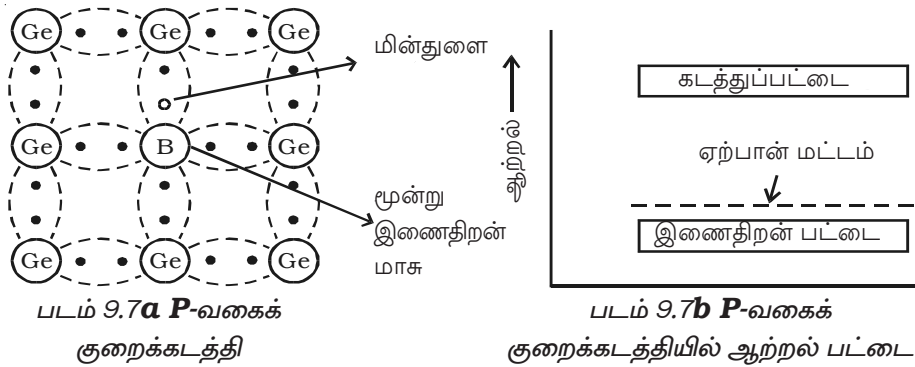 Ge Ge Ge
மின்துளை
Ge B Ge
மூன்று
இணைதிறன்
மாசு
Ge Ge Ge
படம் 9.7a P-வகைக்
குறைக்கடத்தி
ஆற்றல்
கடத்துப்பட்டை
ஏற்பான் மட்டம்
இணைதிறன் பட்டை
படம் 9.7b P-வகைக்
குறைக்கடத்தியில் ஆற்றல் பட்டை